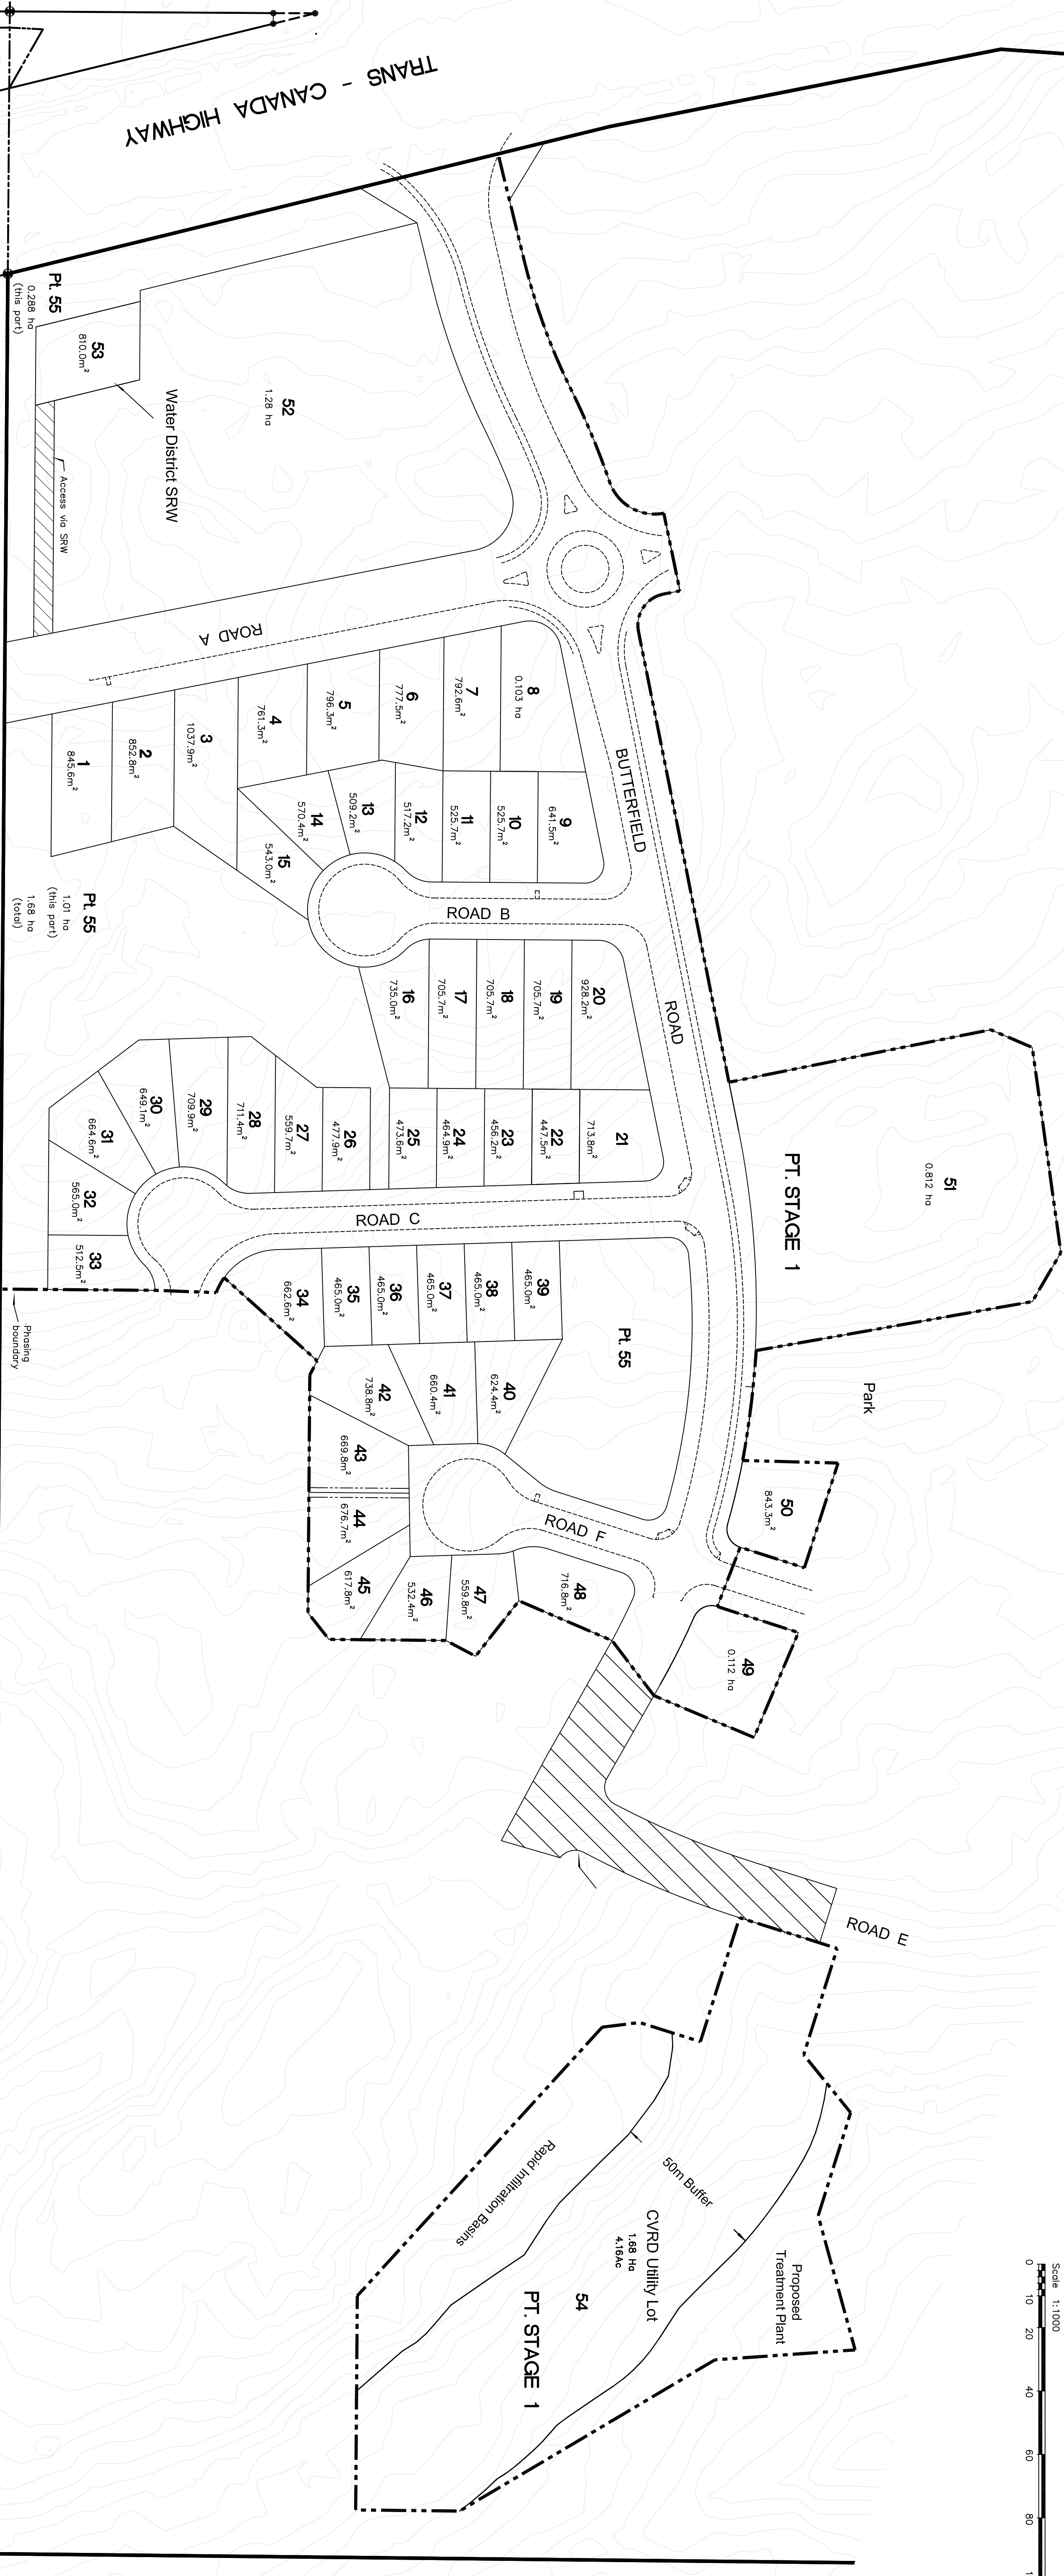 TRANS - CANADA HIGHWAY
Pt. 55
0.288 ha
(this part)
53
810.0m²
Water District SRW
Access via SRW
52
1.28 ha
ROAD A
1
845.6m²
2
852.8m²
3
1037.9m²
4
761.3m²
5
796.3m²
6
777.5m²
7
792.6m²
8
0.103 ha
9
641.5m²
10
525.7m²
11
525.7m²
12
517.2m²
13
509.2m²
14
570.4m²
15
543.0m²
BUTTERFIELD
ROAD
ROAD B
Pt. 55
1.01 ha
(this part)
1.68 ha
(total)
16
735.0m²
17
705.7m²
18
705.7m²
19
705.7m²
20
928.2m²
21
713.8m²
22
447.5m²
23
456.2m²
24
464.9m²
25
473.6m²
26
477.9m²
27
559.7m²
28
711.4m²
29
709.9m²
30
649.1m²
31
664.6m²
32
565.0m²
33
512.5m²
ROAD C
Phasing
boundary
34
662.6m²
35
465.0m²
36
465.0m²
37
465.0m²
38
465.0m²
39
465.0m²
Pt. 55
40
624.4m²
41
660.4m²
42
738.8m²
43
669.8m²
44
676.7m²
45
617.8m²
46
532.4m²
47
559.8m²
48
716.8m²
ROAD F
PT. STAGE 1
51
0.812 ha
Park
50
843.3m²
49
0.112 ha
ROAD E
Rapid Infiltration Basins
50m Buffer
CVRD Utility Lot
1.68 Ha
4.16Ac
54
PT. STAGE 1
Proposed
Treatment Plant
Scale 1:1000
0 10 20 40 60 80 1